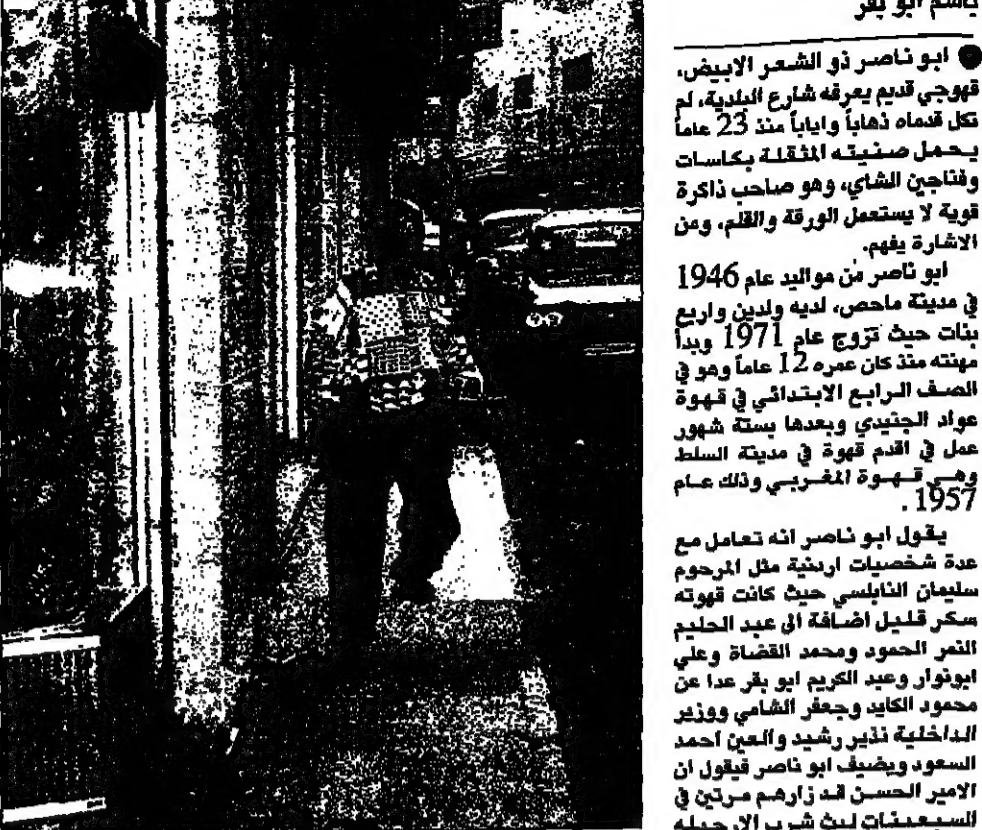 باسم ابو بقر
ابو ناصر ذو الشعر الابيض،
قهوجي قديم يعرفه شارع البلدية، لم
تكل قدماه ذهاباً واياباً منذ 23 عاماً
يحمل صنيته المثقلة بكاسات
وفناجين الشاي، وهو صاحب ذاكرة
قوية لا يستعمل الورقة والقلم، ومن
الاشارة يفهم.
ابو ناصر من مواليد عام 1946
في مدينة ماحص، لديه ولدين واربع
بنات حيث تزوج عام 1971 وبدأ
مهنته منذ كان عمره 12 عاماً وهو في
الصف الرابع الابتدائي في قهوة
عواد الجنيدي وبعدها بستة شهور
عمل في اقدم قهوة في مدينة السلط
وهي قهوة المغربي وذلك عام
1957.
يقول ابو ناصر انه تعامل مع
عدة شخصيات اردنية مثل المرحوم
سليمان النابلسي حيث كانت قهوته
سكر قليل اضافة الى عبد الحليم
النمر الحمود ومحمد القضاة وعلي
ابونوار وعبد الكريم ابو بقر عدا عن
محمود الكايد وجعفر الشامي ووزير
الداخلية نذير رشيد والعين احمد
السعود ويضيف ابو ناصر فيقول ان
الامير الحسن قد زارهم مرتين في
السبعينات